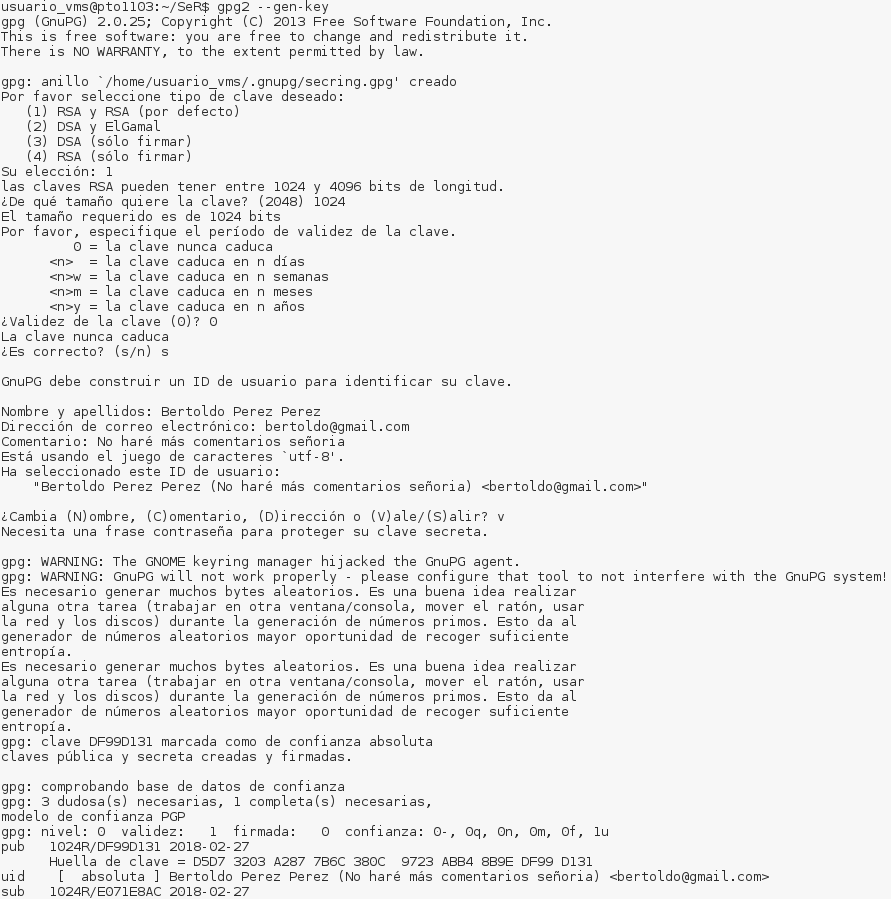 usuario_vms@pto1103:~/SeR$ gpg2 --gen-key
gpg (GnuPG) 2.0.25; Copyright (C) 2013 Free Software Foundation, Inc.
This is free software: you are free to change and redistribute it.
There is NO WARRANTY, to the extent permitted by law.

gpg: anillo `/home/usuario_vms/.gnupg/secring.gpg' creado
Por favor seleccione tipo de clave deseado:
   (1) RSA y RSA (por defecto)
   (2) DSA y ElGamal
   (3) DSA (sólo firmar)
   (4) RSA (sólo firmar)
Su elección: 1
las claves RSA pueden tener entre 1024 y 4096 bits de longitud.
¿De qué tamaño quiere la clave? (2048) 1024
El tamaño requerido es de 1024 bits
Por favor, especifique el período de validez de la clave.
         0 = la clave nunca caduca
      <n>  = la clave caduca en n días
      <n>w = la clave caduca en n semanas
      <n>m = la clave caduca en n meses
      <n>y = la clave caduca en n años
¿Validez de la clave (0)? 0
La clave nunca caduca
¿Es correcto? (s/n) s

GnuPG debe construir un ID de usuario para identificar su clave.

Nombre y apellidos: Bertoldo Perez Perez
Dirección de correo electrónico: bertoldo@gmail.com
Comentario: No haré más comentarios señoria
Está usando el juego de caracteres `utf-8'.
Ha seleccionado este ID de usuario:
    "Bertoldo Perez Perez (No haré más comentarios señoria) <bertoldo@gmail.com>"

¿Cambia (N)ombre, (C)omentario, (D)irección o (V)ale/(S)alir? v
Necesita una frase contraseña para proteger su clave secreta.

gpg: WARNING: The GNOME keyring manager hijacked the GnuPG agent.
gpg: WARNING: GnuPG will not work properly - please configure that tool to not interfere with the GnuPG system!
Es necesario generar muchos bytes aleatorios. Es una buena idea realizar
alguna otra tarea (trabajar en otra ventana/consola, mover el ratón, usar
la red y los discos) durante la generación de números primos. Esto da al
generador de números aleatorios mayor oportunidad de recoger suficiente
entropía.
Es necesario generar muchos bytes aleatorios. Es una buena idea realizar
alguna otra tarea (trabajar en otra ventana/consola, mover el ratón, usar
la red y los discos) durante la generación de números primos. Esto da al
generador de números aleatorios mayor oportunidad de recoger suficiente
entropía.
gpg: clave DF99D131 marcada como de confianza absoluta
claves pública y secreta creadas y firmadas.

gpg: comprobando base de datos de confianza
gpg: 3 dudosa(s) necesarias, 1 completa(s) necesarias,
modelo de confianza PGP
gpg: nivel: 0  validez:   1  firmada:   0  confianza: 0-, 0q, 0n, 0m, 0f, 1u
pub   1024R/DF99D131 2018-02-27
      Huella de clave = D5D7 3203 A287 7B6C 380C  9723 ABB4 8B9E DF99 D131
uid    [  absoluta ] Bertoldo Perez Perez (No haré más comentarios señoria) <bertoldo@gmail.com>
sub   1024R/E071E8AC 2018-02-27